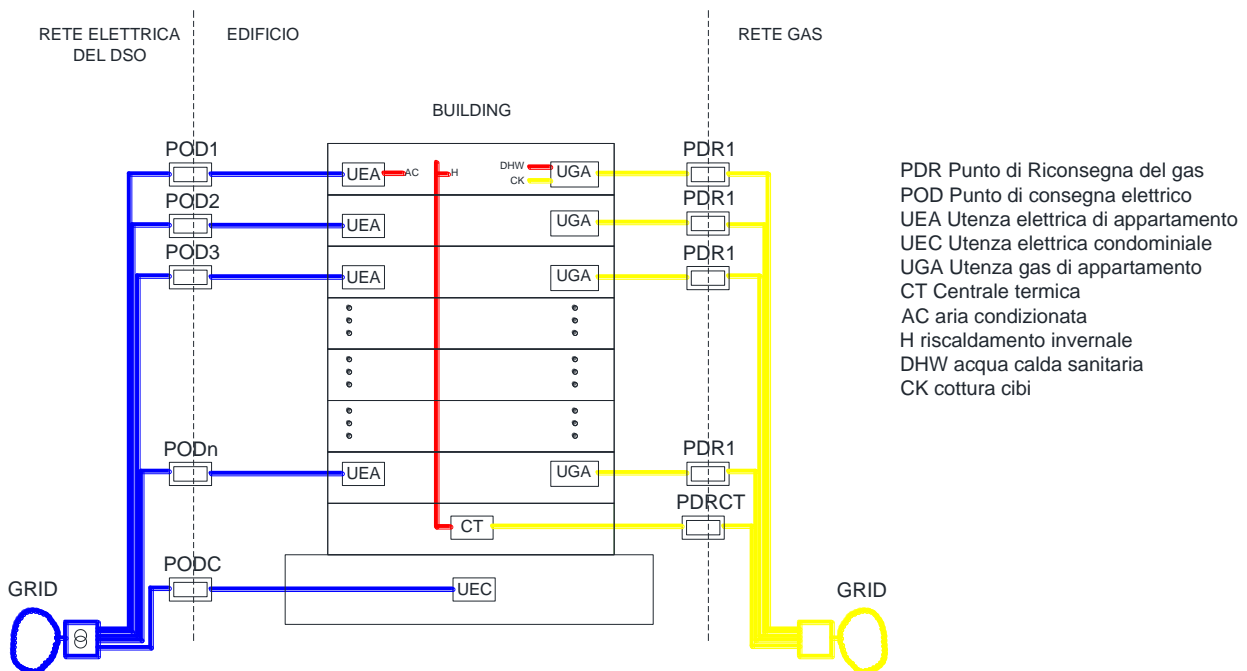 RETE ELETTRICA
DEL DSO
EDIFICIO
RETE GAS
BUILDING
POD1
PDR1
UEA
AC
H
DHW
CK
UGA
POD2
PDR1
UEA
UGA
POD3
PDR1
UEA
UGA
PODn
PDR1
UEA
UGA
PDRCT
CT
PODC
UEC
GRID
GRID
PDR Punto di Riconsegna del gas
POD Punto di consegna elettrico
UEA Utenza elettrica di appartamento
UEC Utenza elettrica condominiale
UGA Utenza gas di appartamento
CT Centrale termica
AC aria condizionata
H riscaldamento invernale
DHW acqua calda sanitaria
CK cottura cibi